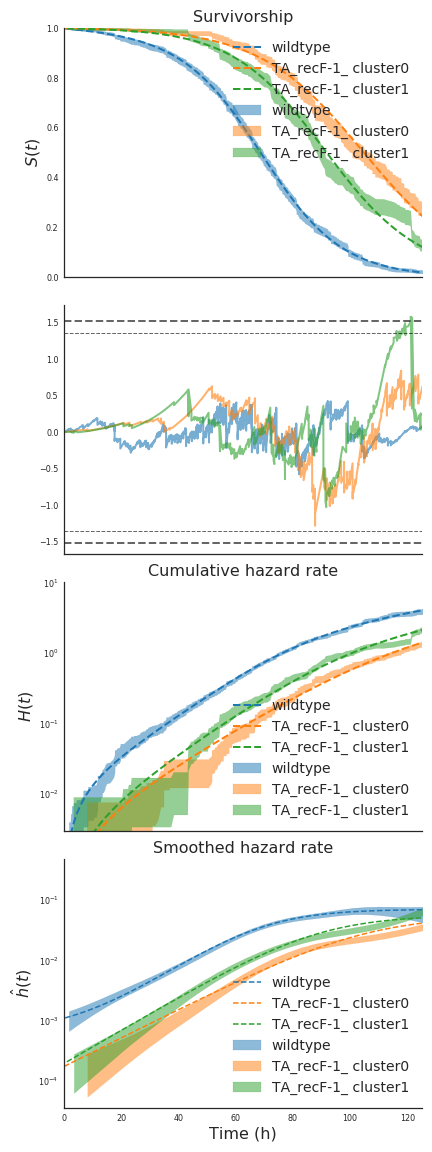 Survivorship
1.0
0.8
0.6
0.4
0.2
0.0
S(t)
wildtype
TA_recF-1_ cluster0
TA_recF-1_ cluster1
wildtype
TA_recF-1_ cluster0
TA_recF-1_ cluster1
1.5
1.0
0.5
0.0
−0.5
−1.0
−1.5
Cumulative hazard rate
10¹
10⁰
10⁻¹
10⁻²
H(t)
wildtype
TA_recF-1_ cluster0
TA_recF-1_ cluster1
wildtype
TA_recF-1_ cluster0
TA_recF-1_ cluster1
Smoothed hazard rate
10⁻¹
10⁻²
10⁻³
10⁻⁴
ĥ(t)
wildtype
TA_recF-1_ cluster0
TA_recF-1_ cluster1
wildtype
TA_recF-1_ cluster0
TA_recF-1_ cluster1
0 20 40 60 80 100 120
Time (h)